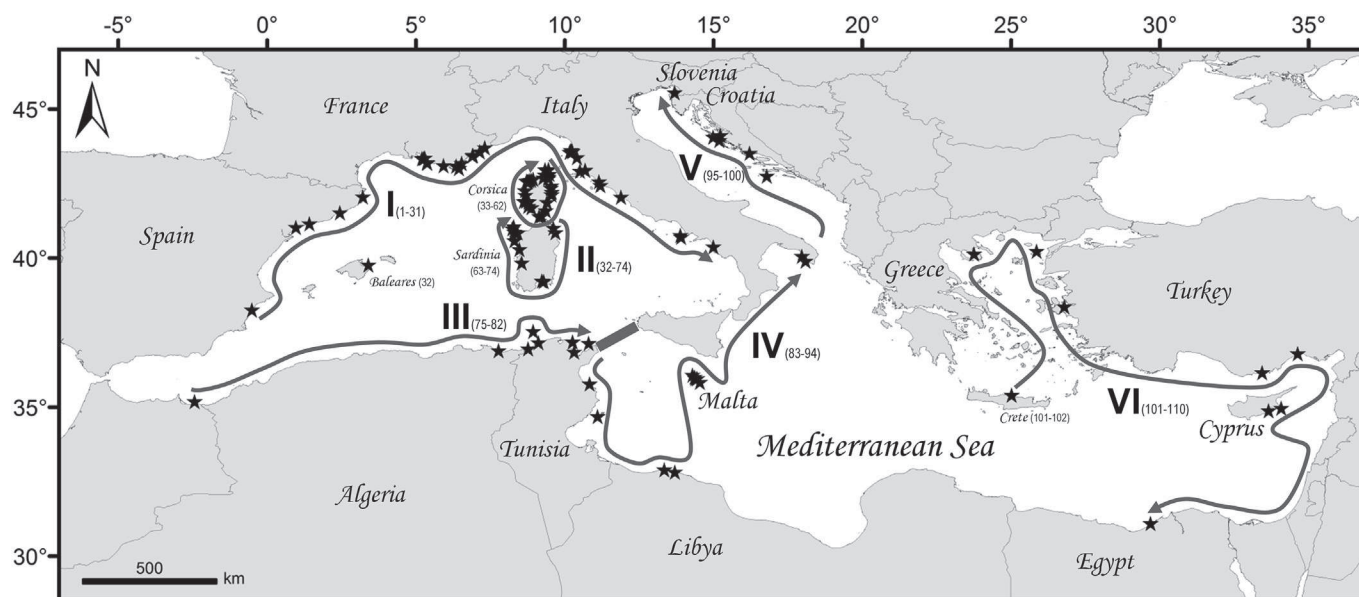 -5° 0° 5° 10° 15° 20° 25° 30° 35°
N
45°
40°
35°
30°
France
Italy
Slovenia
Croatia
Spain
I (1-31)
Corsica
(33-62)
V (95-100)
Sardinia
(63-74)
II (32-74)
Baleares (32)
Greece
Turkey
III (75-82)
IV (83-94)
Malta
VI (101-110)
Crete (101-102)
Cyprus
Tunisia
Mediterranean Sea
Algeria
Libya
Egypt
500
km